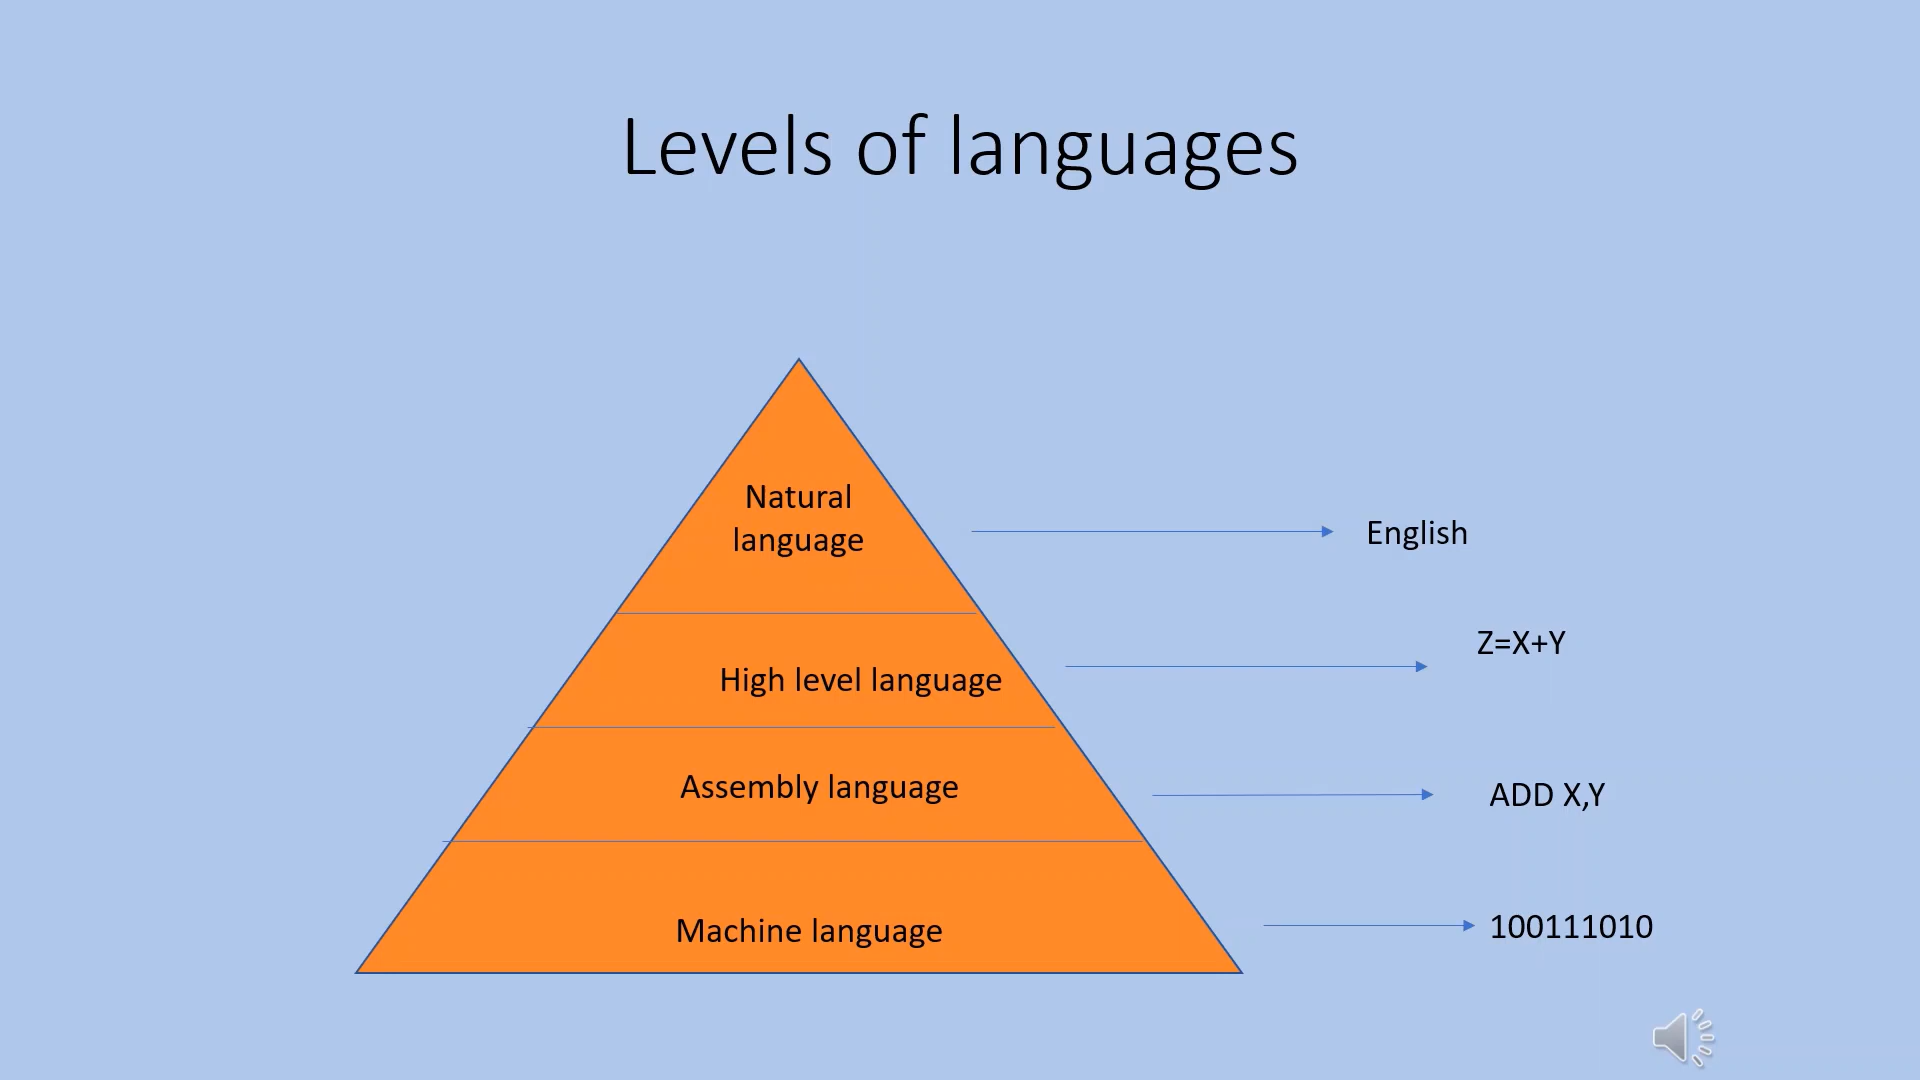 Levels of languages
Natural
language
English
Z=X+Y
High level language
Assembly language
ADD X,Y
Machine language
100111010